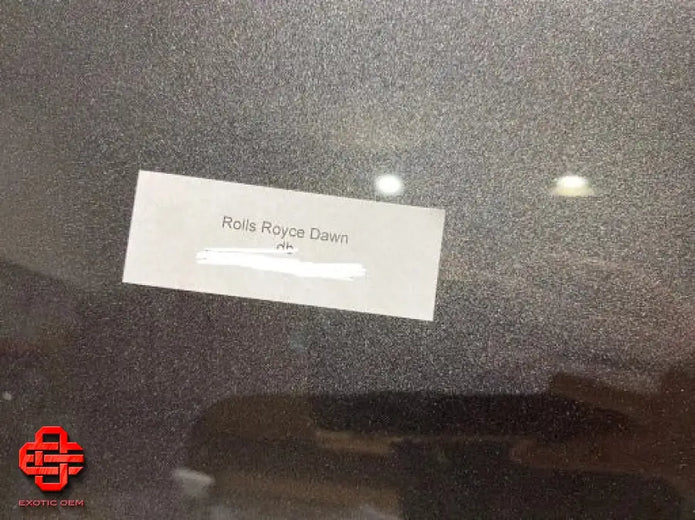 Rolls Royce Dawn
EXOTIC OEM